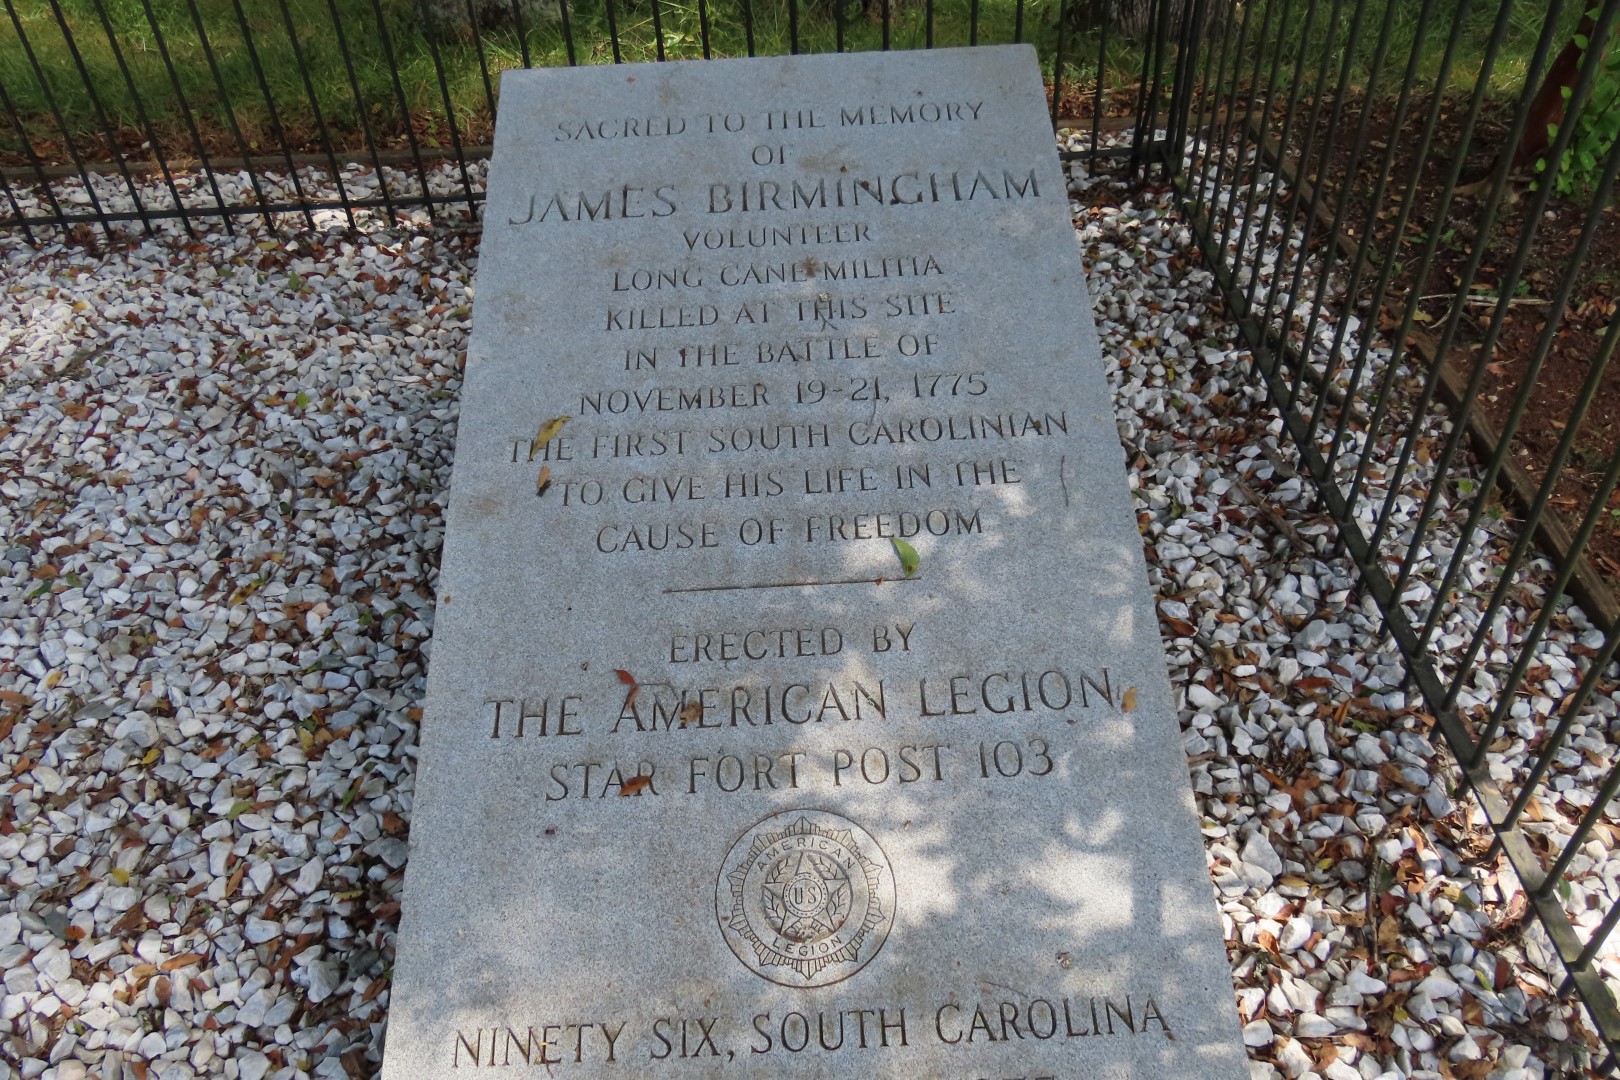 SACRED TO THE MEMORY
OF
JAMES BIRMINGHAM
VOLUNTEER
LONG CANE MILITIA
KILLED AT THIS SITE
IN THE BATTLE OF
NOVEMBER 19-21, 1775
THE FIRST SOUTH CAROLINIAN
TO GIVE HIS LIFE IN THE
CAUSE OF FREEDOM
ERECTED BY
THE AMERICAN LEGION
STAR FORT POST 103
AMERICAN
US
LEGION
NINETY SIX, SOUTH CAROLINA